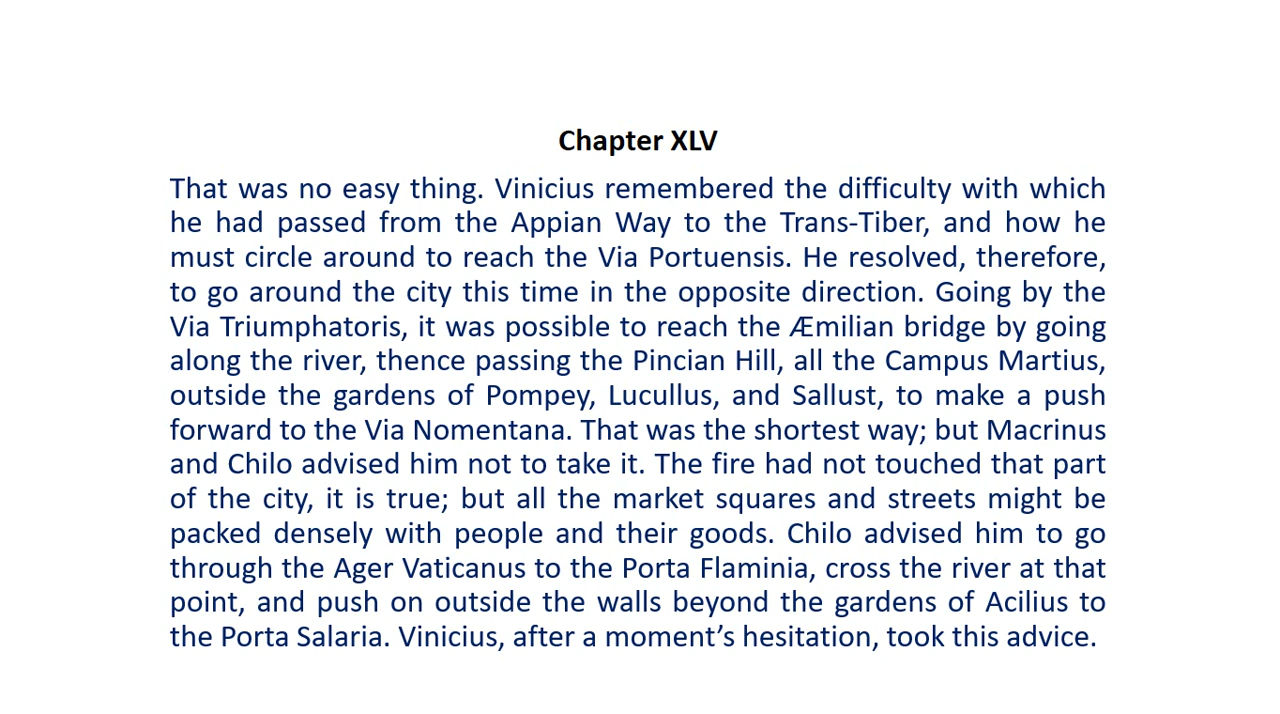 Chapter XLV
That was no easy thing. Vinicius remembered the difficulty with which
he had passed from the Appian Way to the Trans-Tiber, and how he
must circle around to reach the Via Portuensis. He resolved, therefore,
to go around the city this time in the opposite direction. Going by the
Via Triumphatoris, it was possible to reach the Æmilian bridge by going
along the river, thence passing the Pincian Hill, all the Campus Martius,
outside the gardens of Pompey, Lucullus, and Sallust, to make a push
forward to the Via Nomentana. That was the shortest way; but Macrinus
and Chilo advised him not to take it. The fire had not touched that part
of the city, it is true; but all the market squares and streets might be
packed densely with people and their goods. Chilo advised him to go
through the Ager Vaticanus to the Porta Flaminia, cross the river at that
point, and push on outside the walls beyond the gardens of Acilius to
the Porta Salaria. Vinicius, after a moment’s hesitation, took this advice.